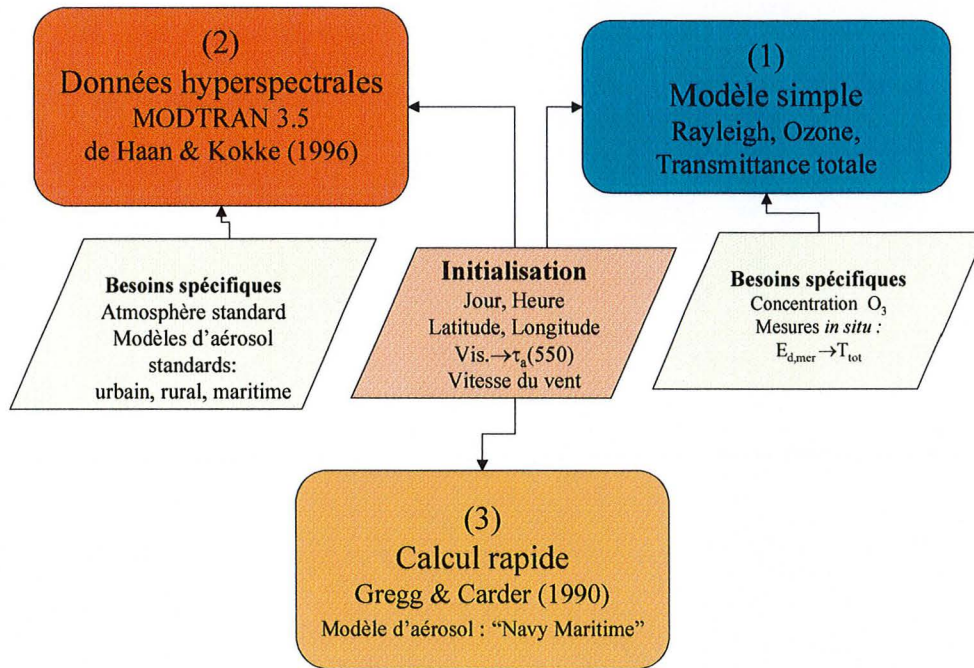 (2)
Données hyperspectrales
MODTRAN 3.5
de Haan & Kokke (1996)
(1)
Modèle simple
Rayleigh, Ozone,
Transmittance totale
Besoins spécifiques
Atmosphère standard
Modèles d'aérosol
standards:
urbain, rural, maritime
Initialisation
Jour, Heure
Latitude, Longitude
Vis.→τₐ(550)
Vitesse du vent
Besoins spécifiques
Concentration O₃
Mesures in situ :
E_d,mer→T_tot
(3)
Calcul rapide
Gregg & Carder (1990)
Modèle d'aérosol : “Navy Maritime”